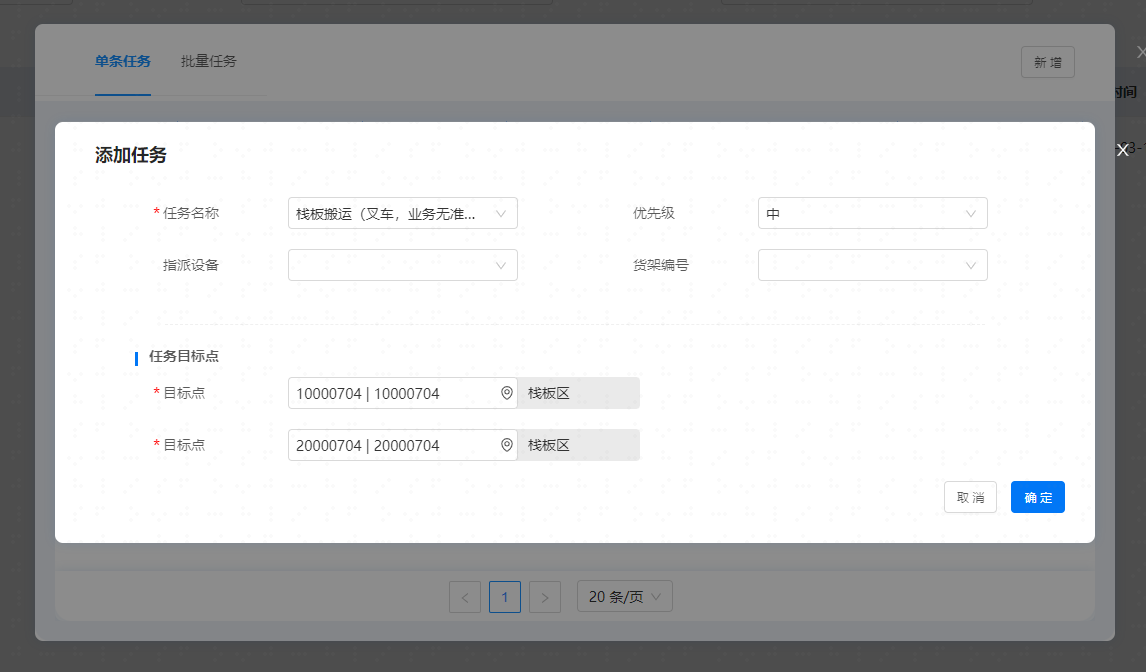 单条任务 批量任务 新 增
时间
添加任务
* 任务名称 栈板搬运（叉车，业务无准... 优先级 中
指派设备 货架编号
任务目标点
* 目标点 10000704 | 10000704 栈板区
* 目标点 20000704 | 20000704 栈板区
取 消 确 定
< 1 > 20 条/页